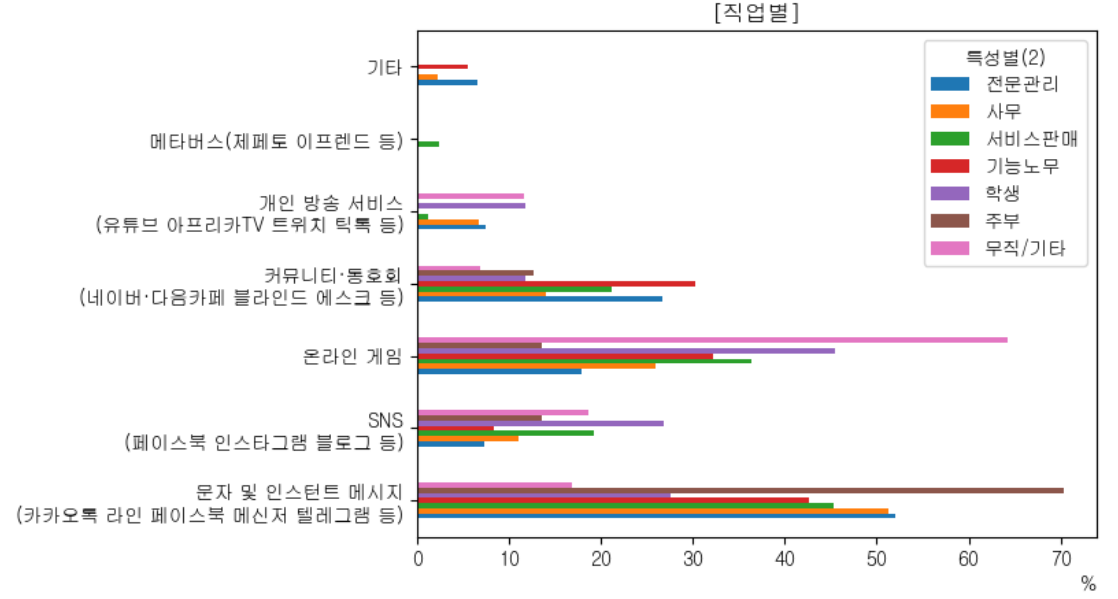 [직업별]
특성별(2)
전문관리
사무
서비스판매
기능노무
학생
주부
무직/기타
기타
메타버스(제페토 이프렌드 등)
개인 방송 서비스
(유튜브 아프리카TV 트위치 틱톡 등)
커뮤니티·동호회
(네이버·다음카페 블라인드 에스크 등)
온라인 게임
SNS
(페이스북 인스타그램 블로그 등)
문자 및 인스턴트 메시지
(카카오톡 라인 페이스북 메신저 텔레그램 등)
0 10 20 30 40 50 60 70
%